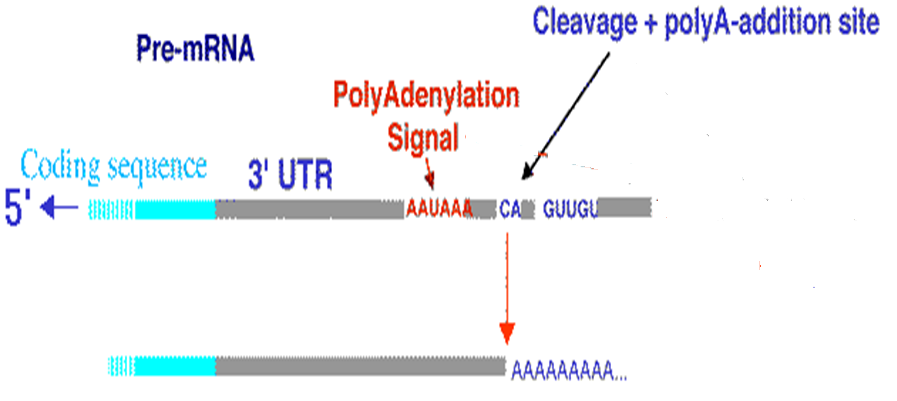 Cleavage + polyA-addition site
Pre-mRNA
PolyAdenylation
Signal
Coding sequence
3' UTR
5'
AAUAAA
CA
GUUGU
AAAAAAAAA...